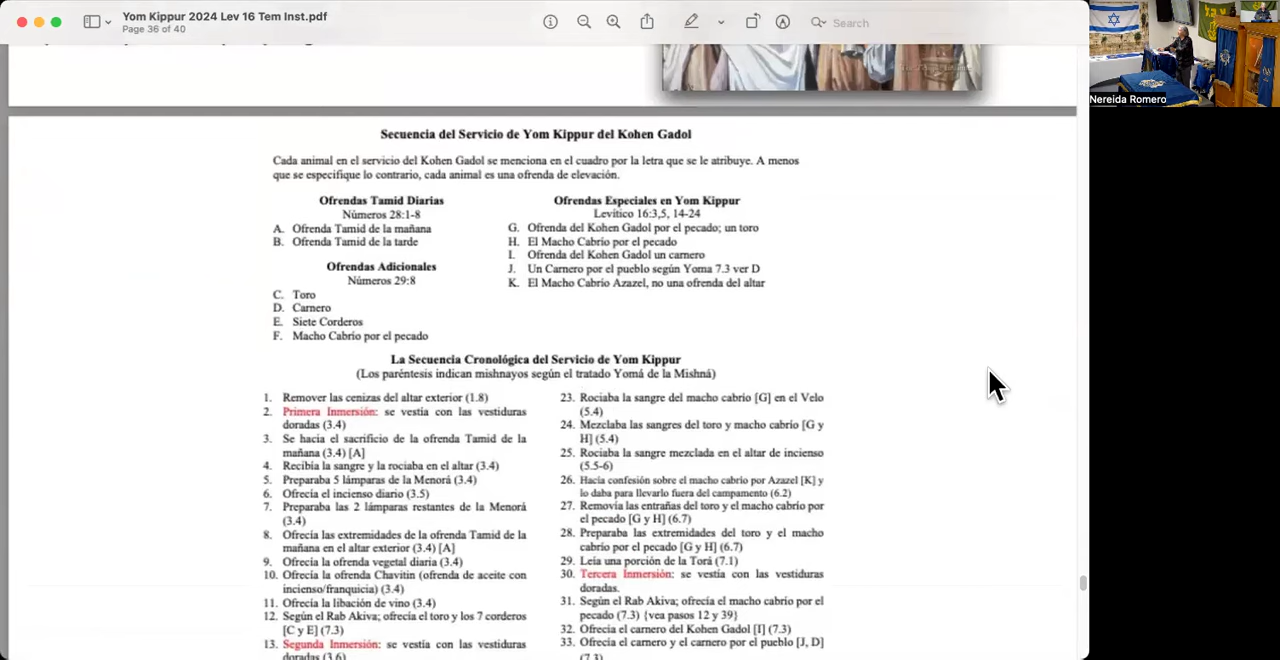 Yom Kippur 2024 Lev 16 Tem Inst.pdf
Page 36 of 40
Search
Nereida Romero
Secuencia del Servicio de Yom Kippur del Kohen Gadol
Cada animal en el servicio del Kohen Gadol se menciona en el cuadro por la letra que se le atribuye. A menos
que se especifique lo contrario, cada animal es una ofrenda de elevación.
Ofrendas Tamid Diarias
Números 28:1-8
A. Ofrenda Tamid de la mañana
B. Ofrenda Tamid de la tarde
Ofrendas Adicionales
Números 29:8
C. Toro
D. Carnero
E. Siete Corderos
F. Macho Cabrío por el pecado
Ofrendas Especiales en Yom Kippur
Levítico 16:3,5, 14-24
G. Ofrenda del Kohen Gadol por el pecado; un toro
H. El Macho Cabrío por el pecado
I. Ofrenda del Kohen Gadol un carnero
J. Un Carnero por el pueblo según Yoma 7.3 ver D
K. El Macho Cabrío Azazel, no una ofrenda del altar
La Secuencia Cronológica del Servicio de Yom Kippur
(Los paréntesis indican mishnayos según el tratado Yomá de la Mishná)
1. Remover las cenizas del altar exterior (1.8)
2. Primera Inmersión: se vestía con las vestiduras
doradas (3.4)
3. Se hacía el sacrificio de la ofrenda Tamid de la
mañana (3.4) [A]
4. Recibía la sangre y la rociaba en el altar (3.4)
5. Preparaba 5 lámparas de la Menorá (3.4)
6. Ofrecía el incienso diario (3.5)
7. Preparaba las 2 lámparas restantes de la Menorá
(3.4)
8. Ofrecía las extremidades de la ofrenda Tamid de la
mañana en el altar exterior (3.4) [A]
9. Ofrecía la ofrenda vegetal diaria (3.4)
10. Ofrecía la ofrenda Chavitin (ofrenda de aceite con
incienso/franquicia) (3.4)
11. Ofrecía la libación de vino (3.4)
12. Según el Rab Akiva; ofrecía el toro y los 7 corderos
[C y E] (7.3)
13. Segunda Inmersión: se vestía con las vestiduras
doradas (3.6)
23. Rociaba la sangre del macho cabrío [G] en el Velo
(5.4)
24. Mezclaba las sangres del toro y macho cabrío [G y
H] (5.4)
25. Rociaba la sangre mezclada en el altar de incienso
(5.5-6)
26. Hacía confesión sobre el macho cabrío por Azazel [K] y
lo daba para llevarlo fuera del campamento (6.2)
27. Removía las entrañas del toro y el macho cabrío por
el pecado [G y H] (6.7)
28. Preparaba las extremidades del toro y el macho
cabrío por el pecado [G y H] (6.7)
29. Leía una porción de la Torá (7.1)
30. Tercera Inmersión: se vestía con las vestiduras
doradas.
31. Según el Rab Akiva; ofrecía el macho cabrío por el
pecado (7.3) {vea pasos 12 y 39}
32. Ofrecía el carnero del Kohen Gadol [I] (7.3)
33. Ofrecía el carnero y el carnero por el pueblo [J, D]
(7.3)